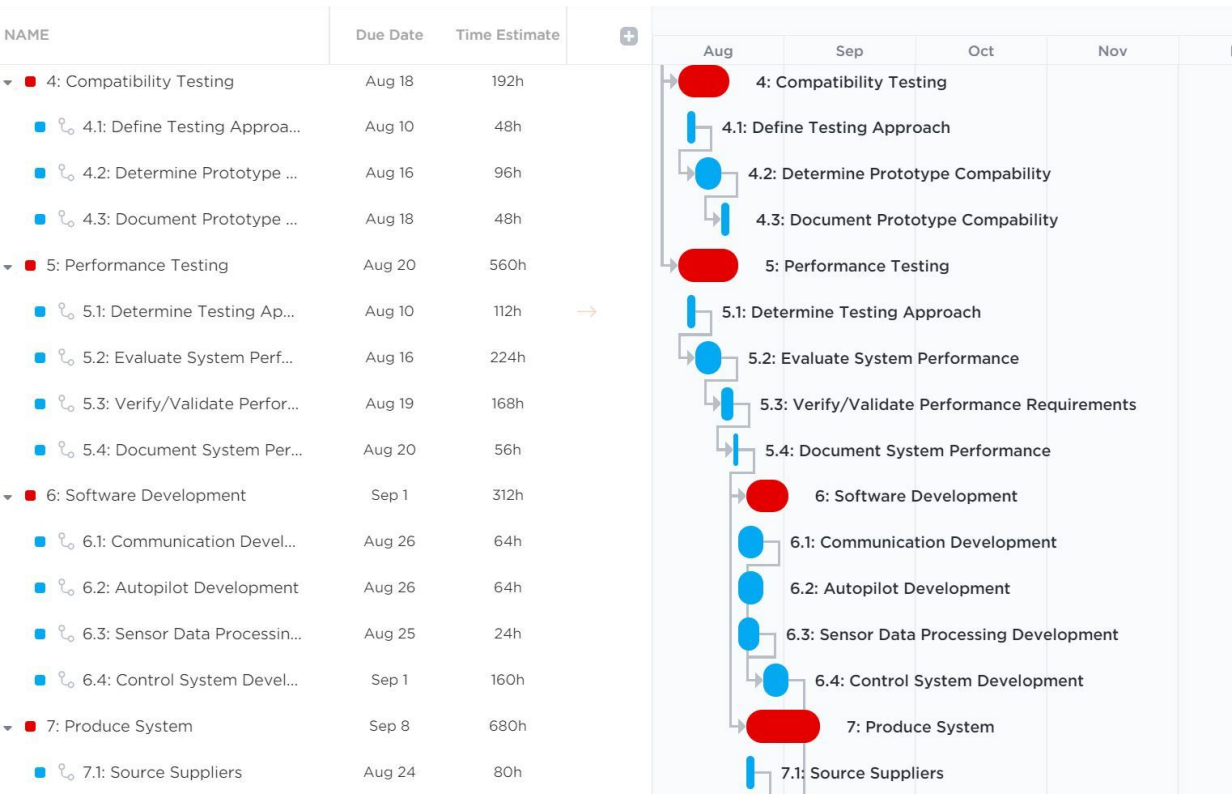 NAME Due Date Time Estimate
Aug Sep Oct Nov
4: Compatibility Testing Aug 18 192h 4: Compatibility Testing
4.1: Define Testing Approa... Aug 10 48h 4.1: Define Testing Approach
4.2: Determine Prototype ... Aug 16 96h 4.2: Determine Prototype Compability
4.3: Document Prototype ... Aug 18 48h 4.3: Document Prototype Compability
5: Performance Testing Aug 20 560h 5: Performance Testing
5.1: Determine Testing Ap... Aug 10 112h 5.1: Determine Testing Approach
5.2: Evaluate System Perf... Aug 16 224h 5.2: Evaluate System Performance
5.3: Verify/Validate Perfor... Aug 19 168h 5.3: Verify/Validate Performance Requirements
5.4: Document System Per... Aug 20 56h 5.4: Document System Performance
6: Software Development Sep 1 312h 6: Software Development
6.1: Communication Devel... Aug 26 64h 6.1: Communication Development
6.2: Autopilot Development Aug 26 64h 6.2: Autopilot Development
6.3: Sensor Data Processin... Aug 25 24h 6.3: Sensor Data Processing Development
6.4: Control System Devel... Sep 1 160h 6.4: Control System Development
7: Produce System Sep 8 680h 7: Produce System
7.1: Source Suppliers Aug 24 80h 7.1: Source Suppliers